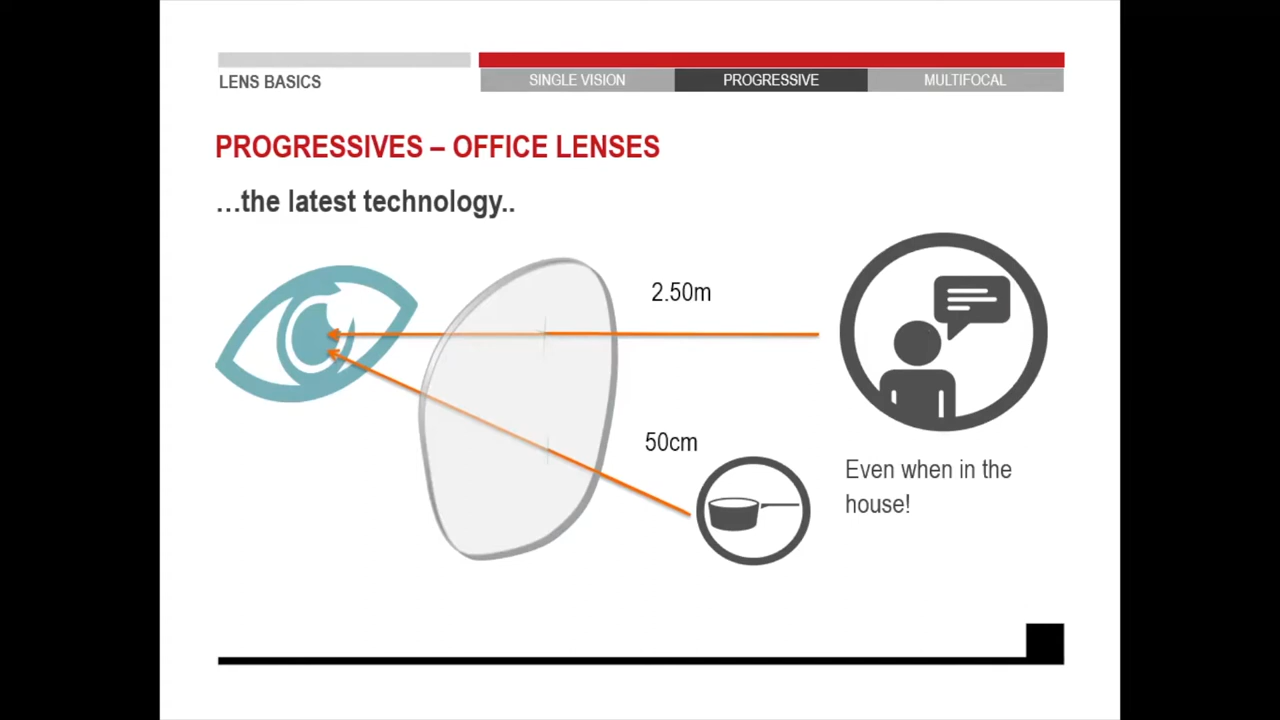 LENS BASICS
SINGLE VISION
PROGRESSIVE
MULTIFOCAL
PROGRESSIVES – OFFICE LENSES
…the latest technology..
2.50m
50cm
Even when in the
house!